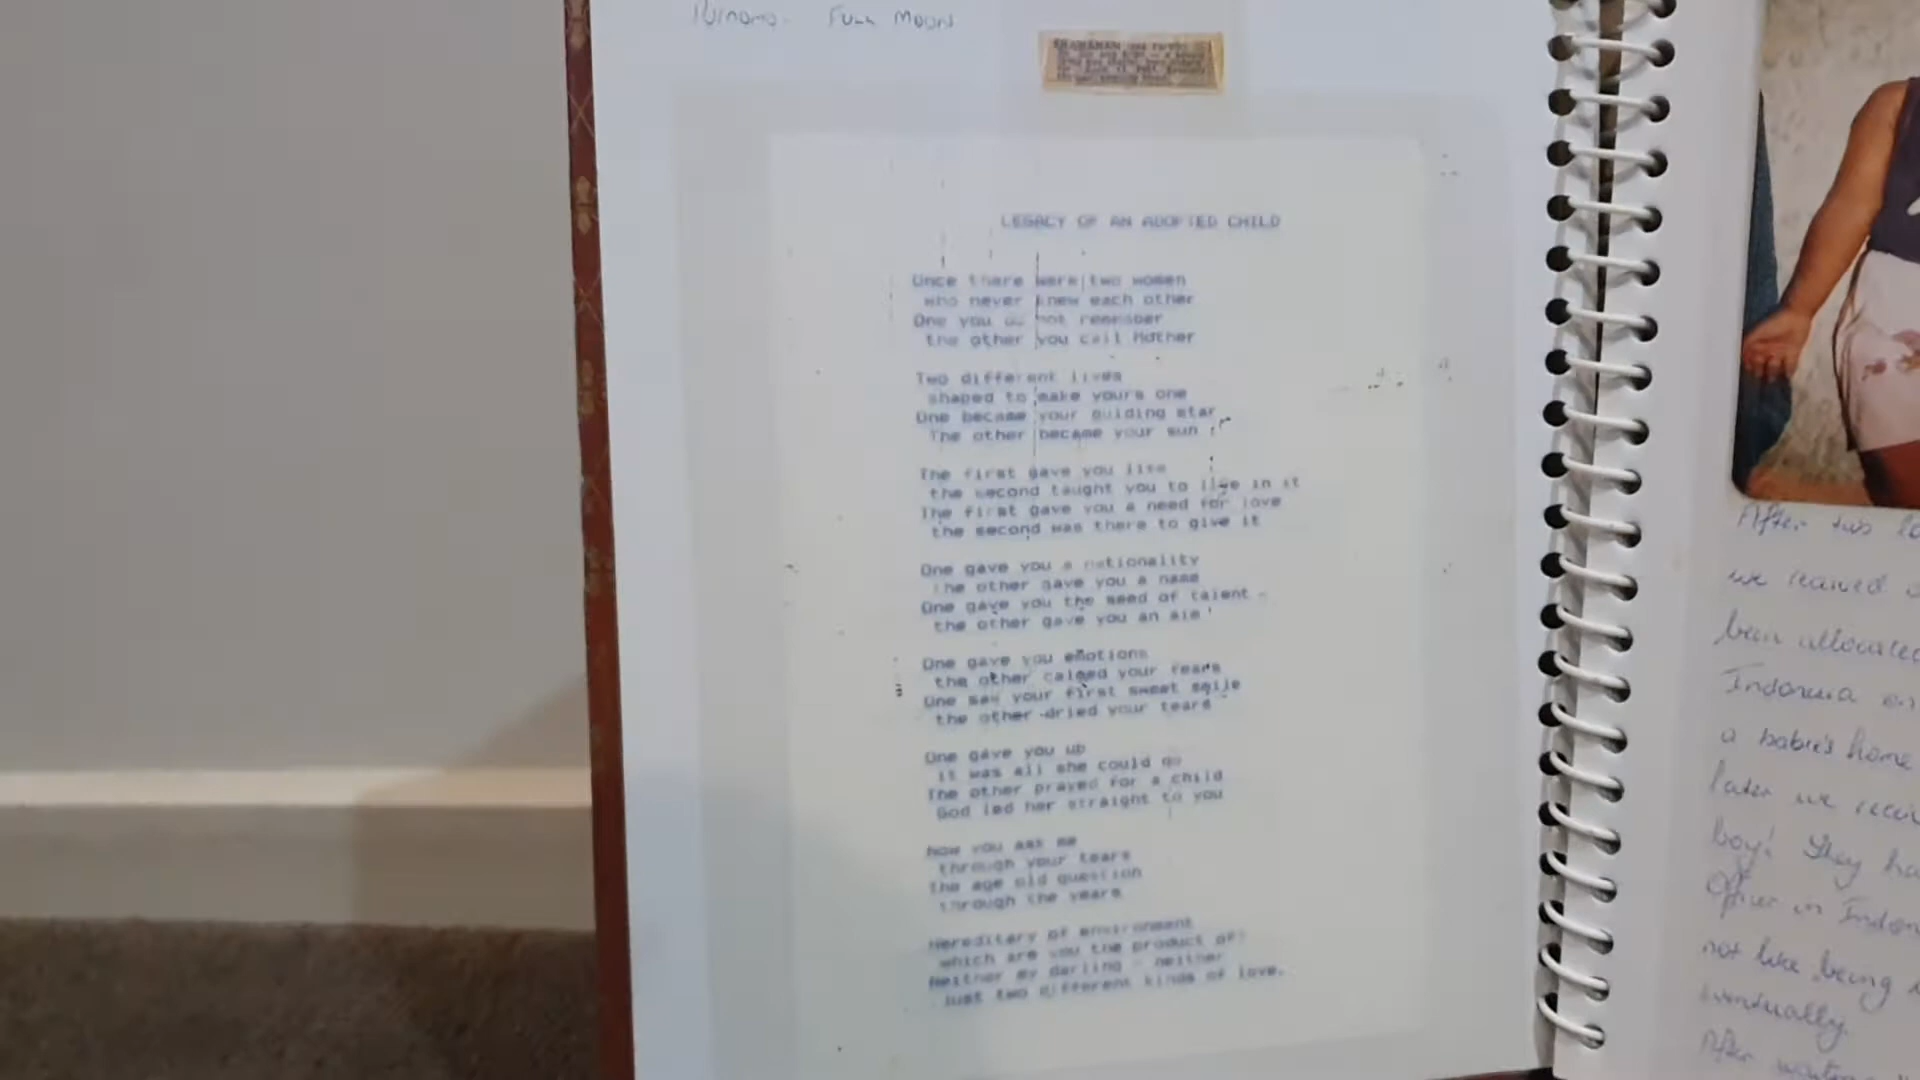 Purnama. Full Moon
LEGACY OF AN ADOPTED CHILD
Once there were two women
who never knew each other
One you do not remember
the other you call Mother
Two different lives
shaped to make yours one
One became your guiding star
The other became your sun
The first gave you life
the second taught you to live in it
The first gave you a need for love
the second was there to give it
One gave you a nationality
the other gave you a name
One gave you the seed of talent -
the other gave you an aim
One gave you emotions
the other calmed your fears
One saw your first sweet smile
the other dried your tears
One gave you up
it was all she could do
The other prayed for a child
God led her straight to you
Now you ask me
through your tears
the age old question
through the years
Hereditary of environment
which are you the product of
Neither my darling - neither
just two different kinds of love.
After two
we
been allocated
Indonesia on
a babie's home
later we
boy! They
Officer in
not like being
eventually.
After